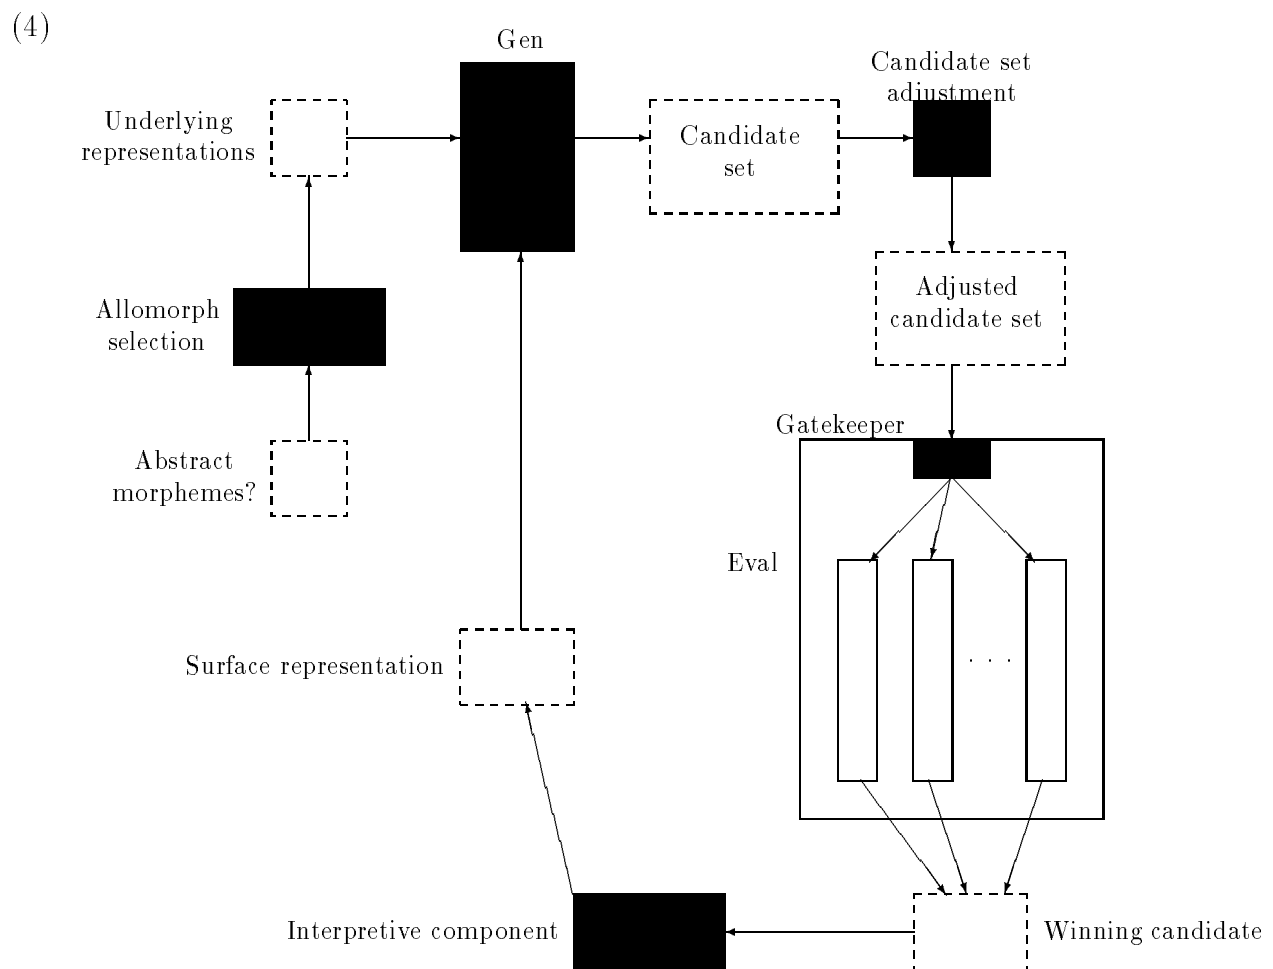 (4)
Gen
Candidate set
adjustment
Underlying
representations
Candidate
set
Adjusted
candidate set
Allomorph
selection
Gatekeeper
Abstract
morphemes?
Eval
Surface representation
. . .
Interpretive component
Winning candidate